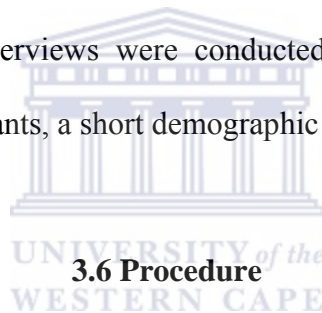 erviews were conducted
ants, a short demographic
UNIVERSITY of the
3.6 Procedure
WESTERN CAPE